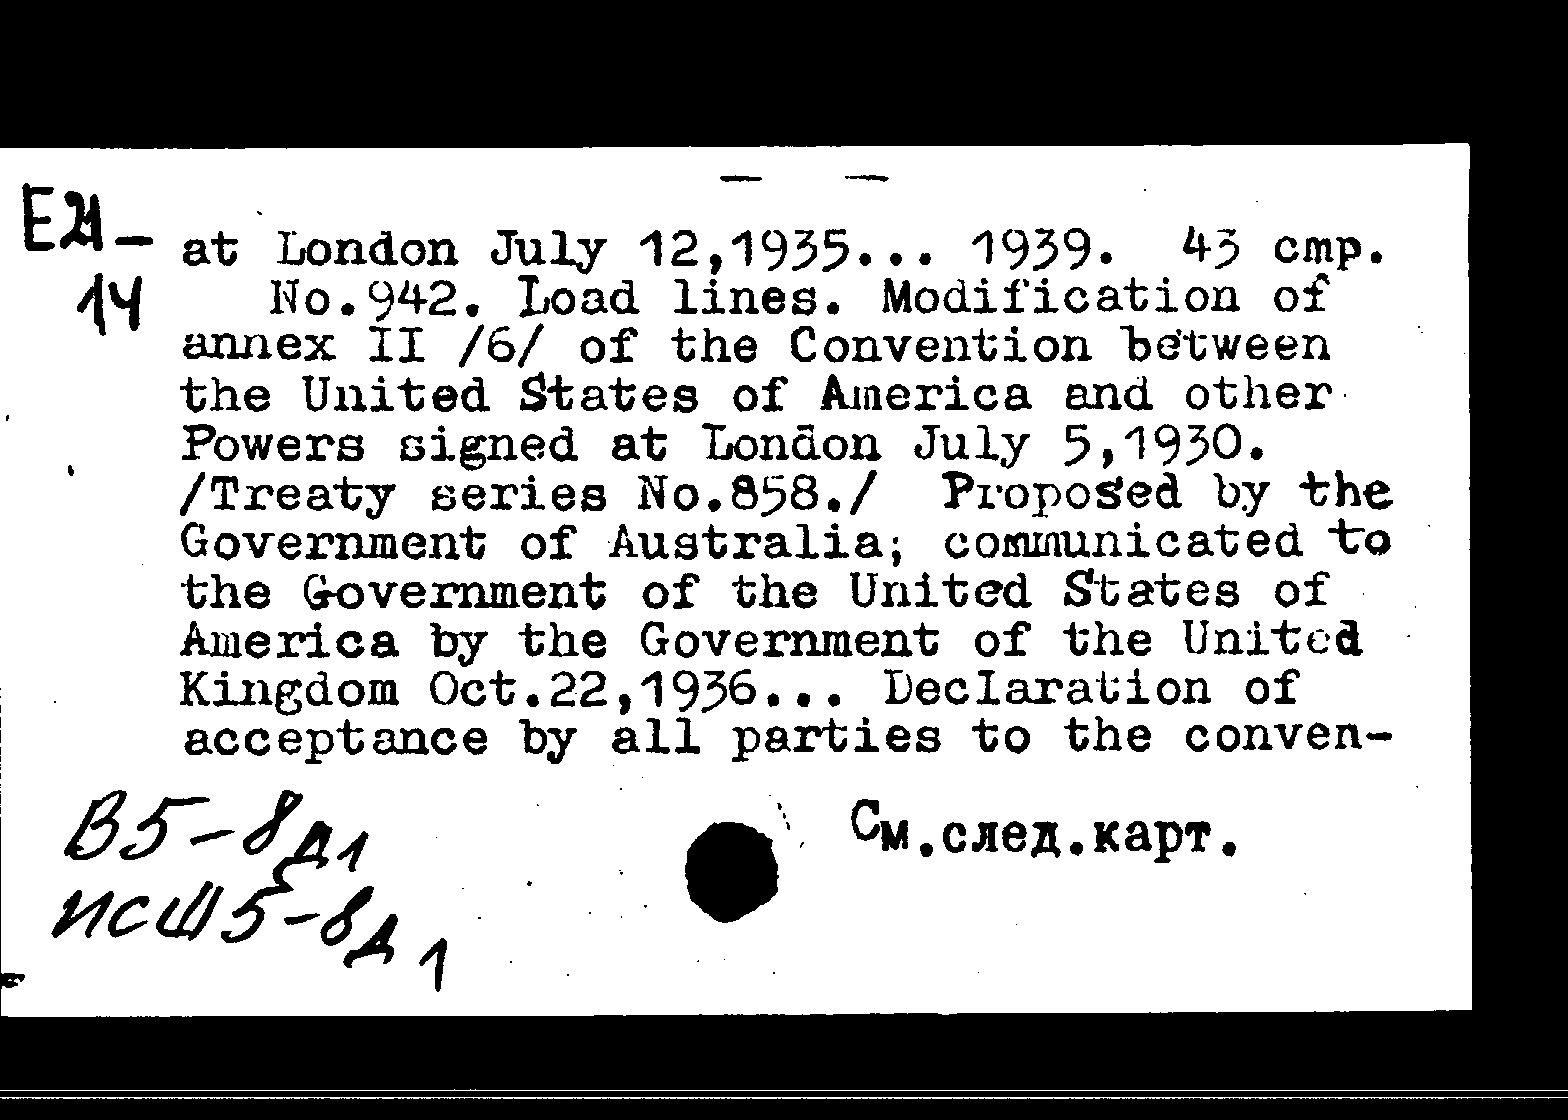 — —
E21–
14
at London July 12,1935... 1939. 43 стр.
No.942. Load lines. Modification of
annex II /6/ of the Convention between
the United States of America and other
Powers signed at London July 5,1930.
/Treaty series No.858./ Proposed by the
Government of Australia; communicated to
the Government of the United States of
America by the Government of the United
Kingdom Oct.22,1936... Declaration of
acceptance by all parties to the conven-
См.след.карт.
В5–8д1
ИСШ5–8д1